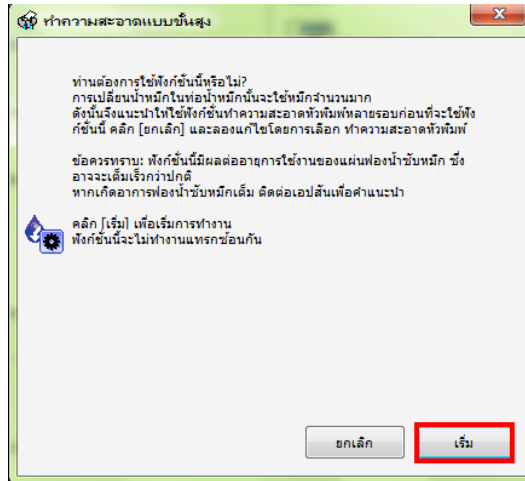 ทำความสะอาดแบบขั้นสูง
ท่านต้องการใช้ฟังก์ชั่นนี้หรือไม่?
การเปลี่ยนน้ำหมึกในท่อน้ำหมึกนั้นจะใช้หมึกจำนวนมาก
ดังนั้นจึงแนะนำให้ใช้ฟังก์ชั่นทำความสะอาดหัวพิมพ์หลายรอบก่อนที่จะใช้ฟัง
ก์ชั่นนี้ คลิก [ยกเลิก] และลองแก้ไขโดยการเลือก ทำความสะอาดหัวพิมพ์
ข้อควรทราบ: ฟังก์ชั่นนี้มีผลต่ออายุการใช้งานของแผ่นฟองน้ำซับหมึก ซึ่ง
อาจจะเต็มเร็วกว่าปกติ
หากเกิดอาการฟองน้ำซับหมึกเต็ม ติดต่อเอปสันเพื่อคำแนะนำ
คลิก [เริ่ม] เพื่อเริ่มการทำงาน
ฟังก์ชั่นนี้จะไม่ทำงานแทรกซ้อนกัน
ยกเลิก
เริ่ม